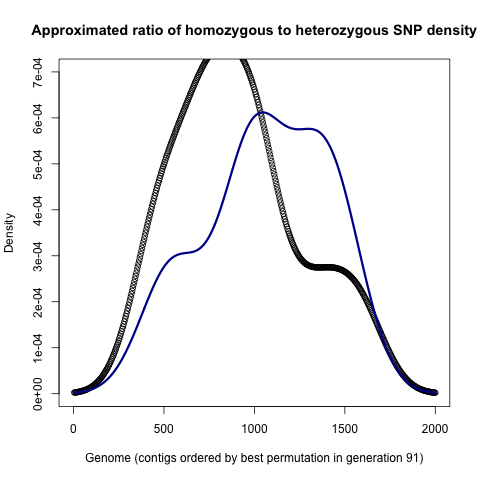 Approximated ratio of homozygous to heterozygous SNP density
7e-04
6e-04
5e-04
4e-04
3e-04
2e-04
1e-04
0e+00
Density
0 500 1000 1500 2000
Genome (contigs ordered by best permutation in generation 91)